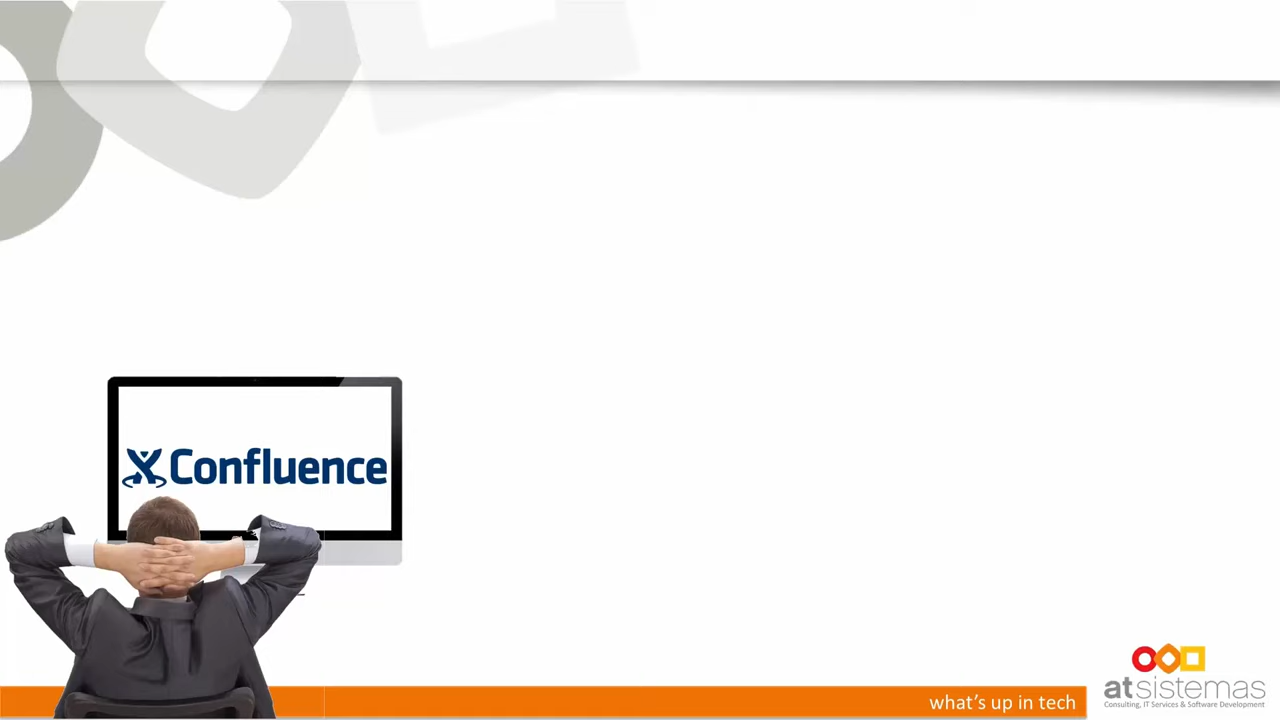 Confluence
what's up in tech
atsistemas
Consulting, IT Services & Software Development